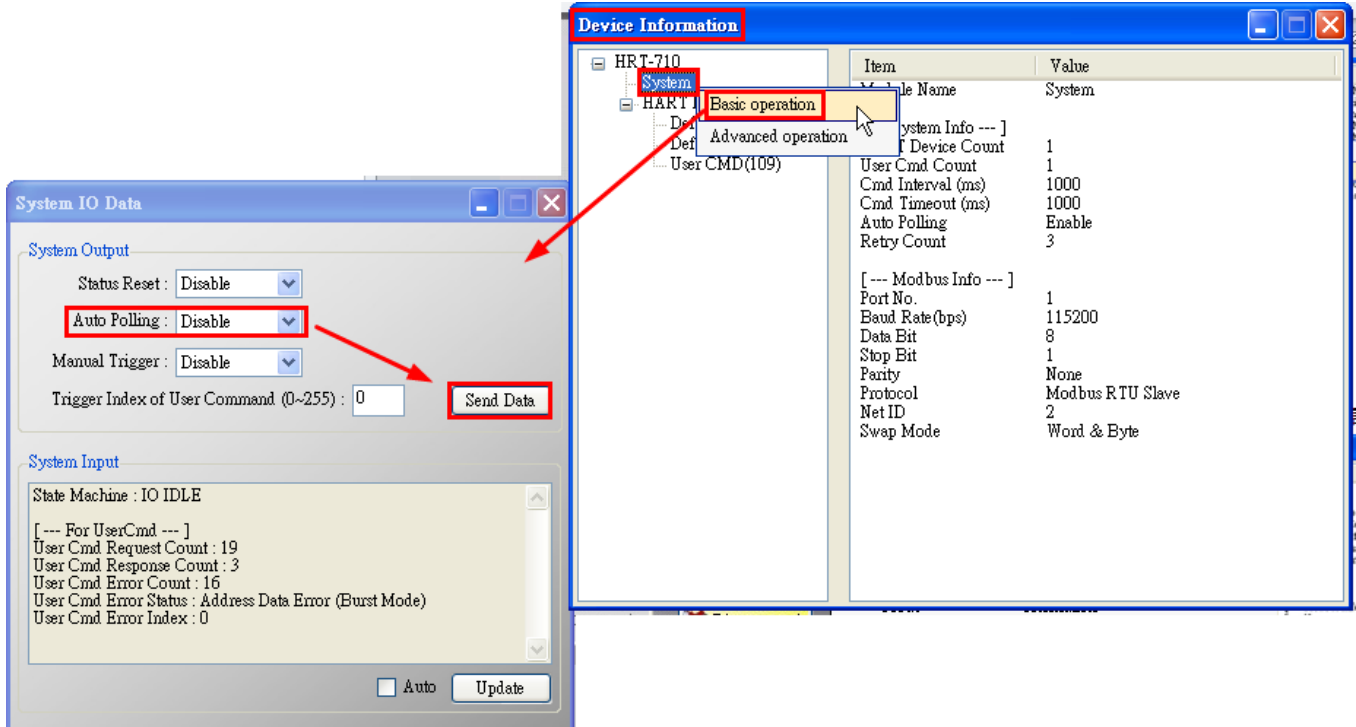 Device Information
HRT-710
System
HART
Def
Def
User CMD(109)
Basic operation
Advanced operation
Item Value
le Name System
ystem Info --- ]
Device Count 1
User Cmd Count 1
Cmd Interval (ms) 1000
Cmd Timeout (ms) 1000
Auto Polling Enable
Retry Count 3
[ --- Modbus Info --- ]
Port No. 1
Baud Rate(bps) 115200
Data Bit 8
Stop Bit 1
Parity None
Protocol Modbus RTU Slave
Net ID 2
Swap Mode Word & Byte
System IO Data
System Output
Status Reset : Disable
Auto Polling : Disable
Manual Trigger : Disable
Trigger Index of User Command (0~255) : 0
Send Data
System Input
State Machine : IO IDLE
[ --- For UserCmd --- ]
User Cmd Request Count : 19
User Cmd Response Count : 3
User Cmd Error Count : 16
User Cmd Error Status : Address Data Error (Burst Mode)
User Cmd Error Index : 0
Auto
Update